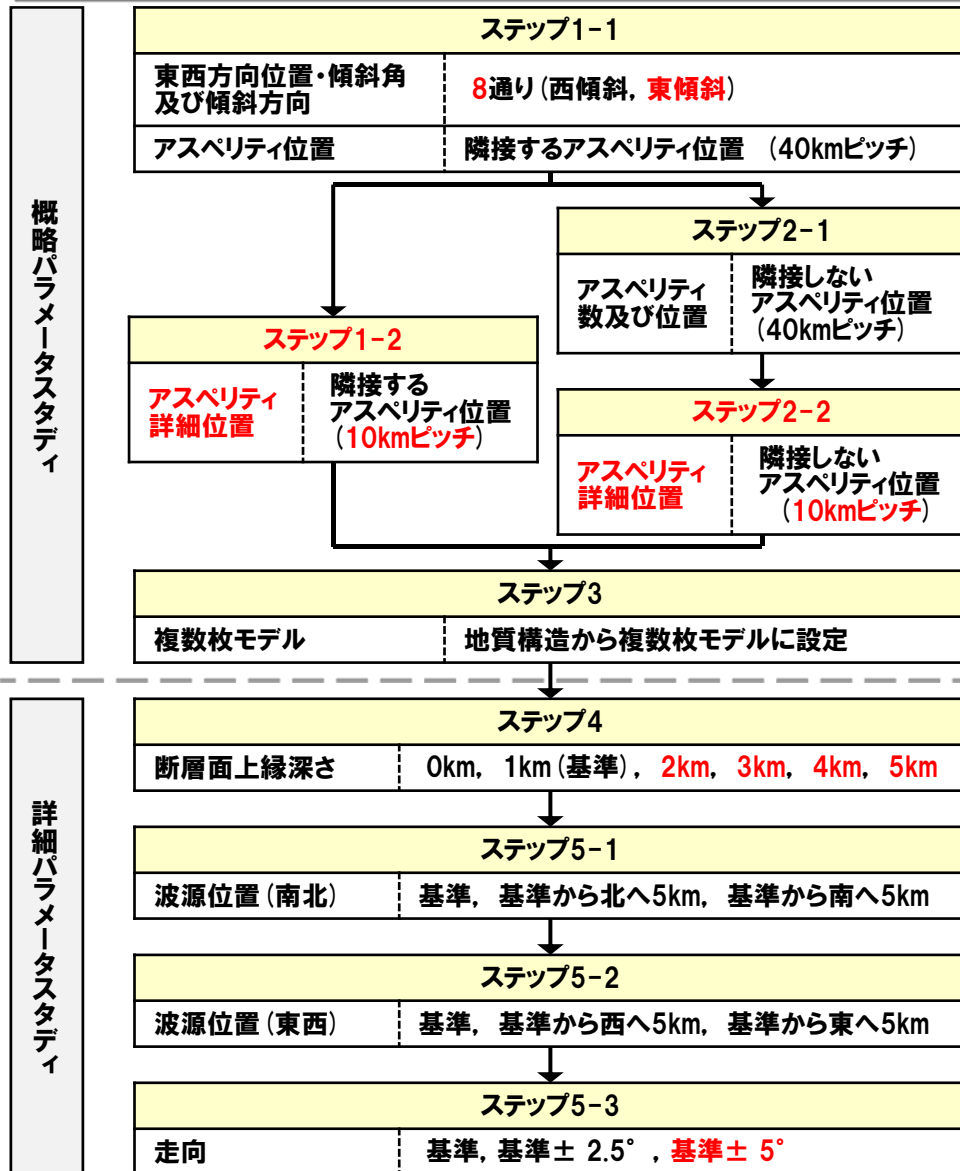 概略パラメータスタディ
ステップ1-1
東西方向位置・傾斜角
及び傾斜方向
8通り(西傾斜, 東傾斜)
アスペリティ位置
隣接するアスペリティ位置 (40kmピッチ)
ステップ2-1
アスペリティ
数及び位置
隣接しない
アスペリティ位置
(40kmピッチ)
ステップ1-2
アスペリティ
詳細位置
隣接する
アスペリティ位置
(10kmピッチ)
ステップ2-2
アスペリティ
詳細位置
隣接しない
アスペリティ位置
(10kmピッチ)
ステップ3
複数枚モデル
地質構造から複数枚モデルに設定
詳細パラメータスタディ
ステップ4
断層面上縁深さ
0km, 1km(基準), 2km, 3km, 4km, 5km
ステップ5-1
波源位置(南北)
基準, 基準から北へ5km, 基準から南へ5km
ステップ5-2
波源位置(東西)
基準, 基準から西へ5km, 基準から東へ5km
ステップ5-3
走向
基準, 基準± 2.5° , 基準± 5°